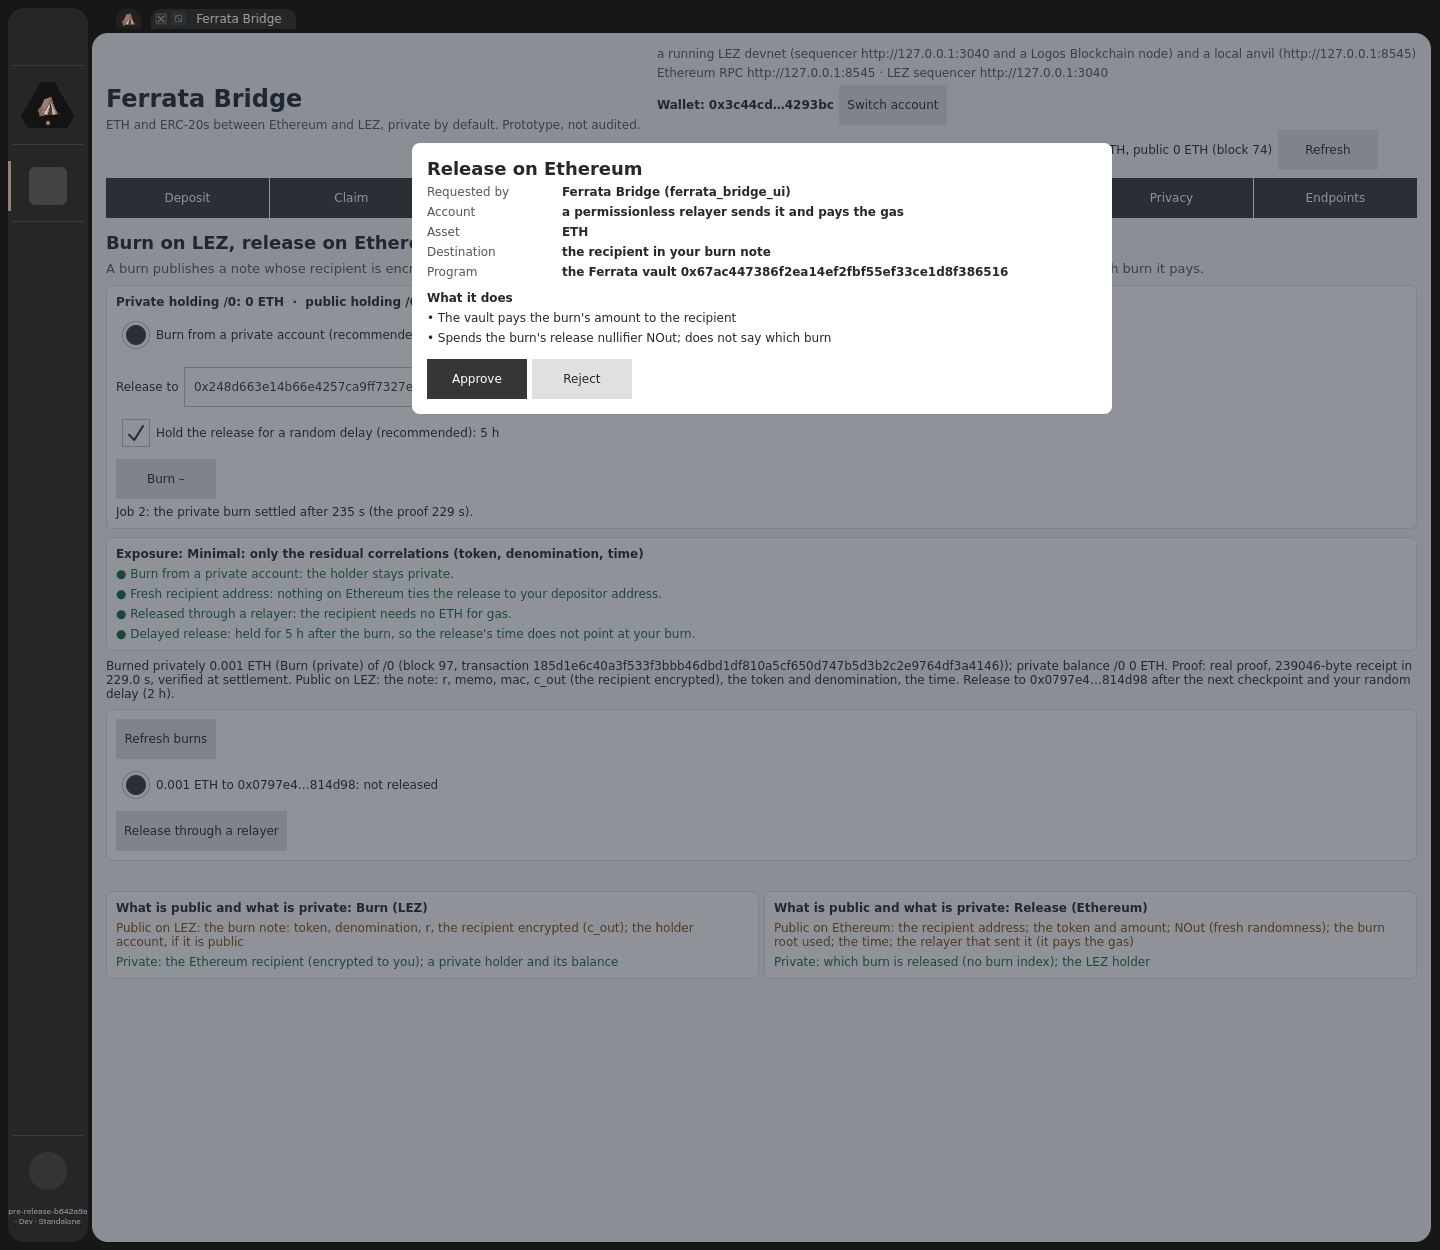 Ferrata Bridge
a running LEZ devnet (sequencer http://127.0.0.1:3040 and a Logos Blockchain node) and a local anvil (http://127.0.0.1:8545)
Ethereum RPC http://127.0.0.1:8545 · LEZ sequencer http://127.0.0.1:3040
Ferrata Bridge
Wallet: 0x3c44cd…4293bc Switch account
ETH and ERC-20s between Ethereum and LEZ, private by default. Prototype, not audited.
TH, public 0 ETH (block 74) Refresh
Deposit Claim Privacy Endpoints
Release on Ethereum
Requested by Ferrata Bridge (ferrata_bridge_ui)
Account a permissionless relayer sends it and pays the gas
Asset ETH
Destination the recipient in your burn note
Program the Ferrata vault 0x67ac447386f2ea14ef2fbf55ef33ce1d8f386516
What it does
• The vault pays the burn's amount to the recipient
• Spends the burn's release nullifier NOut; does not say which burn
Approve Reject
Burn on LEZ, release on Ether
A burn publishes a note whose recipient is encr
h burn it pays.
Private holding /0: 0 ETH · public holding /
Burn from a private account (recommende
Release to 0x248d663e14b66e4257ca9ff7327e
Hold the release for a random delay (recommended): 5 h
Burn –
Job 2: the private burn settled after 235 s (the proof 229 s).
Exposure: Minimal: only the residual correlations (token, denomination, time)
● Burn from a private account: the holder stays private.
● Fresh recipient address: nothing on Ethereum ties the release to your depositor address.
● Released through a relayer: the recipient needs no ETH for gas.
● Delayed release: held for 5 h after the burn, so the release's time does not point at your burn.
Burned privately 0.001 ETH (Burn (private) of /0 (block 97, transaction 185d1e6c40a3f533f3bbb46dbd1df810a5cf650d747b5d3b2c2e9764df3a4146)); private balance /0 0 ETH. Proof: real proof, 239046-byte receipt in
229.0 s, verified at settlement. Public on LEZ: the note: r, memo, mac, c_out (the recipient encrypted), the token and denomination, the time. Release to 0x0797e4…814d98 after the next checkpoint and your random
delay (2 h).
Refresh burns
0.001 ETH to 0x0797e4…814d98: not released
Release through a relayer
What is public and what is private: Burn (LEZ)
Public on LEZ: the burn note: token, denomination, r, the recipient encrypted (c_out); the holder
account, if it is public
Private: the Ethereum recipient (encrypted to you); a private holder and its balance
What is public and what is private: Release (Ethereum)
Public on Ethereum: the recipient address; the token and amount; NOut (fresh randomness); the burn
root used; the time; the relayer that sent it (it pays the gas)
Private: which burn is released (no burn index); the LEZ holder
pre-release-b642a9a
· Dev · Standalone